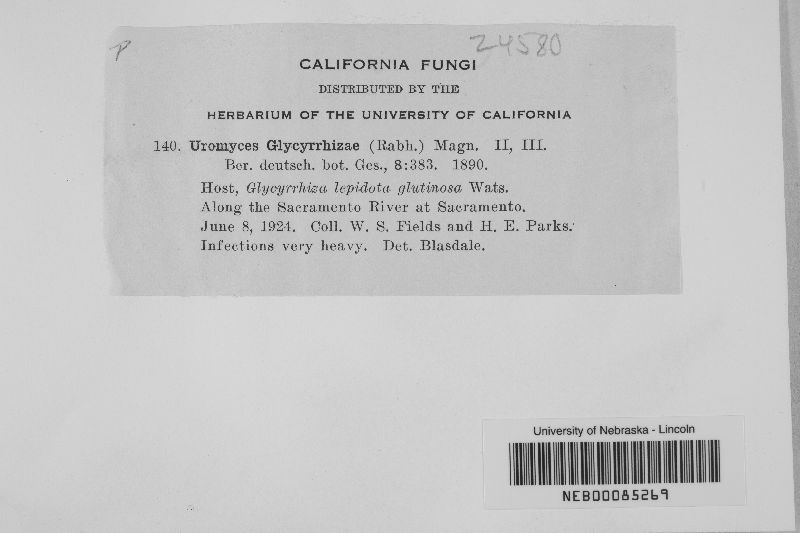 P
24580
CALIFORNIA FUNGI
DISTRIBUTED BY THE
HERBARIUM OF THE UNIVERSITY OF CALIFORNIA
140. Uromyces Glycyrrhizae (Rabh.) Magn. II, III.
Ber. deutsch. bot. Ges., 8:383. 1890.
Host, Glycyrrhiza lepidota glutinosa Wats.
Along the Sacramento River at Sacramento.
June 8, 1924. Coll. W. S. Fields and H. E. Parks.
Infections very heavy. Det. Blasdale.
University of Nebraska - Lincoln
NEB00085269